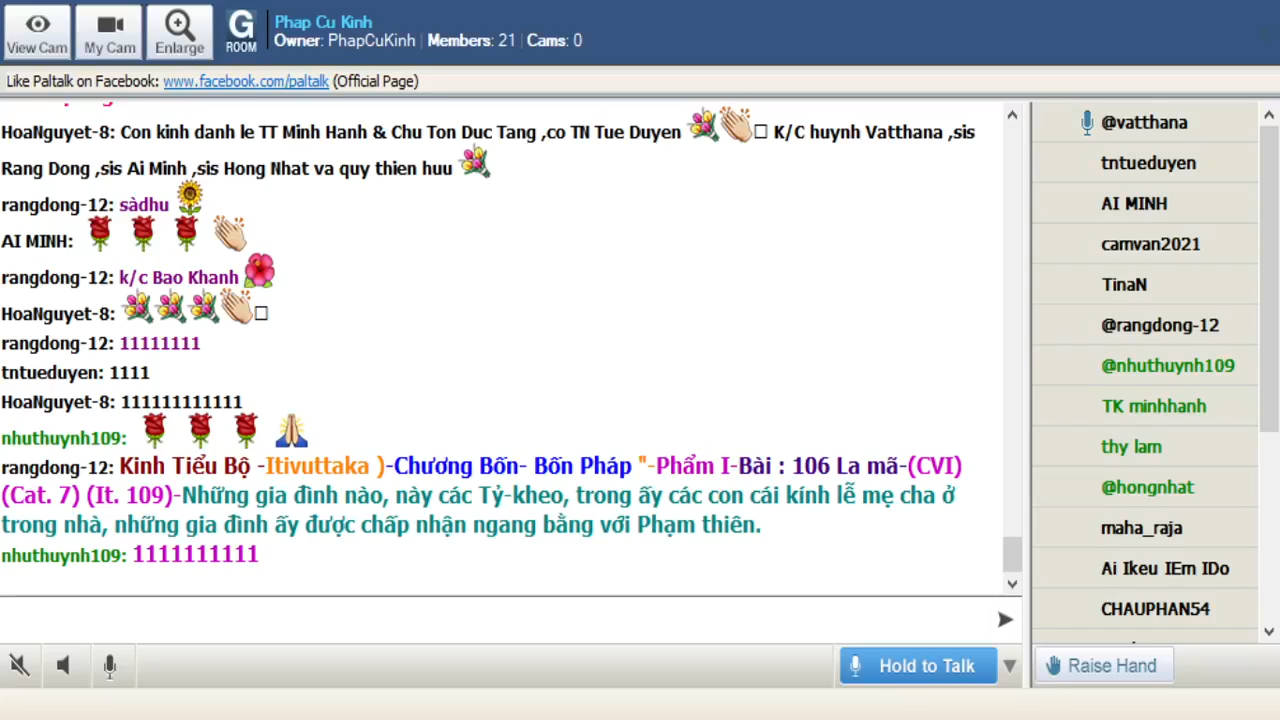 View Cam
My Cam
Enlarge
G
ROOM
Phap Cu Kinh
Owner: PhapCuKinh | Members: 21 | Cams: 0
Like Paltalk on Facebook: www.facebook.com/paltalk (Official Page)
HoaNguyet-8: Con kinh danh le TT Minh Hanh & Chu Ton Duc Tang ,co TN Tue Duyen K/C huynh Vatthana ,sis
Rang Dong ,sis Ai Minh ,sis Hong Nhat va quy thien huu
rangdong-12: sàdhu
AI MINH:
rangdong-12: k/c Bao Khanh
HoaNguyet-8:
rangdong-12: 11111111
tntueduyen: 1111
HoaNguyet-8: 111111111111
nhuthuynh109:
rangdong-12: Kinh Tiểu Bộ -Itivuttaka )-Chương Bốn- Bốn Pháp "-Phẩm I-Bài : 106 La mã-(CVI)
(Cat. 7) (It. 109)-Những gia đình nào, này các Tỷ-kheo, trong ấy các con cái kính lễ mẹ cha ở
trong nhà, những gia đình ấy được chấp nhận ngang bằng với Phạm thiên.
nhuthuynh109: 1111111111
@vatthana
tntueduyen
AI MINH
camvan2021
TinaN
@rangdong-12
@nhuthuynh109
TK minhhanh
thy lam
@hongnhat
maha_raja
Ai Ikeu IEm IDo
CHAUPHAN54
Hold to Talk
Raise Hand